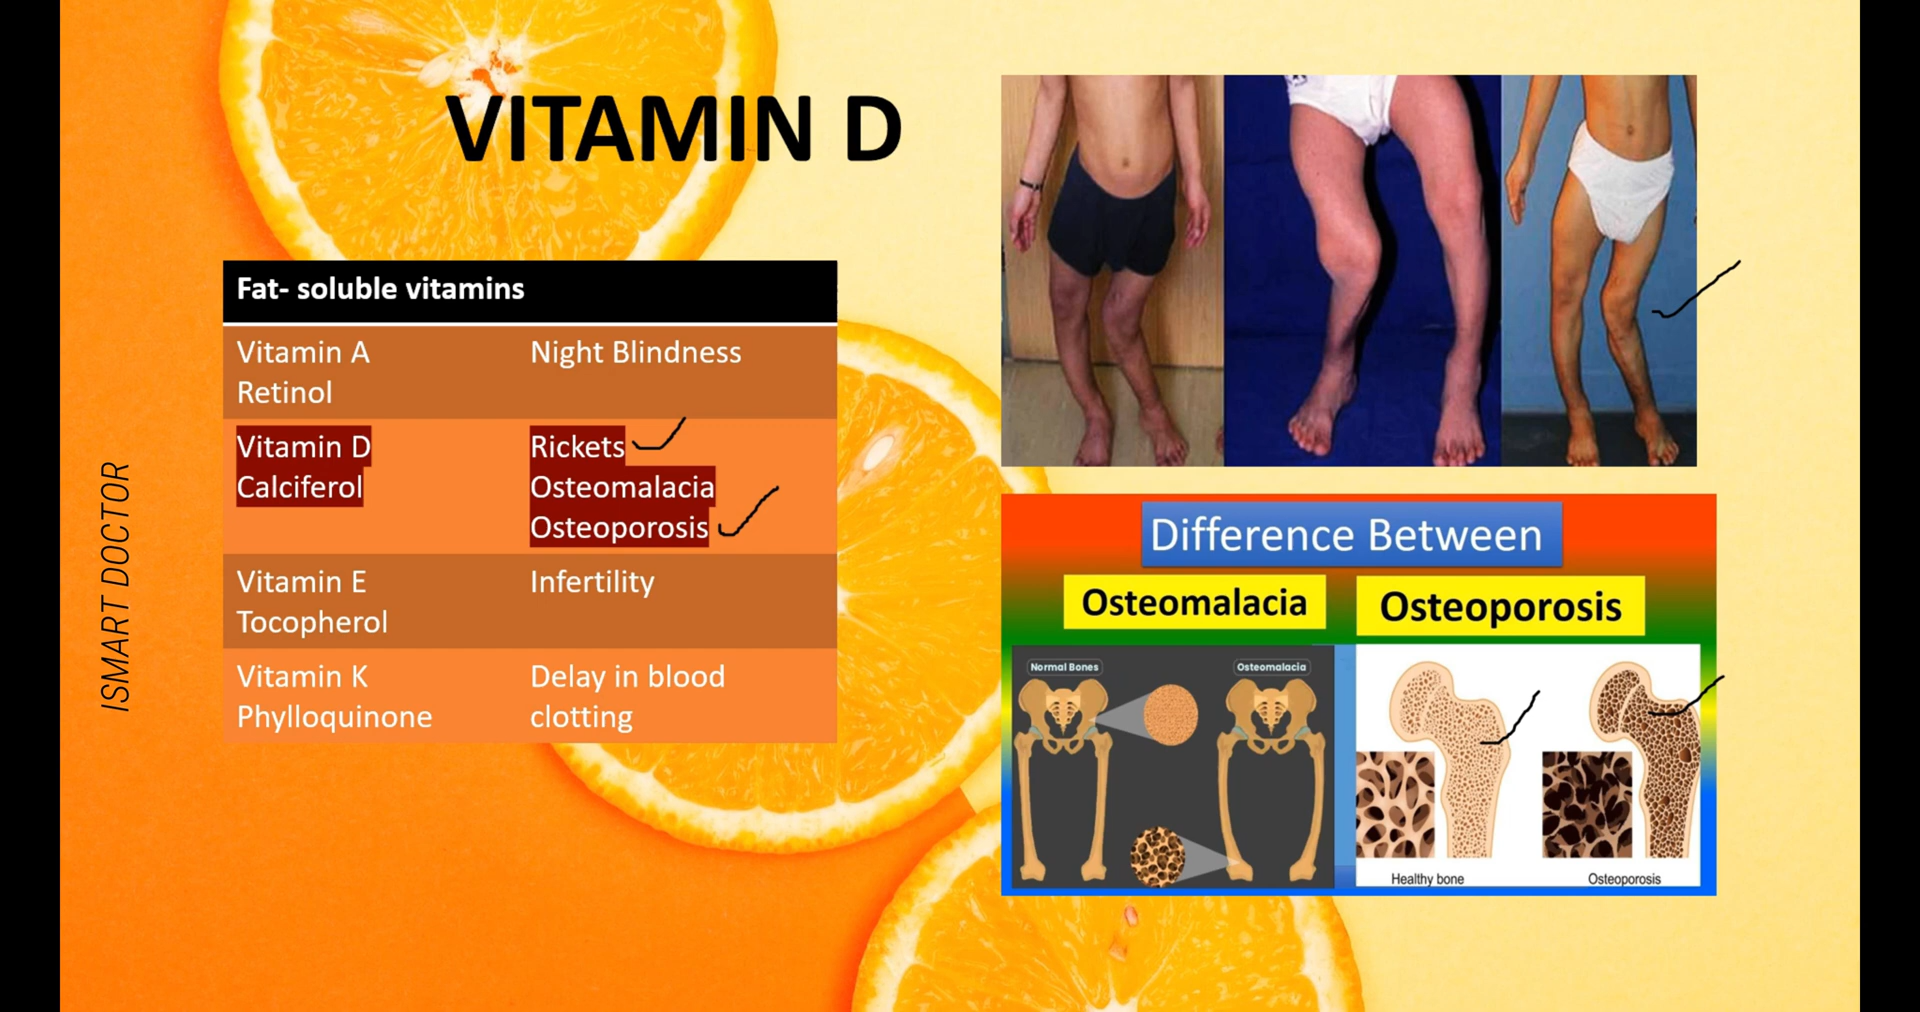 VITAMIN D
Fat- soluble vitamins
Vitamin A
Retinol
Night Blindness
Vitamin D
Calciferol
Rickets
Osteomalacia
Osteoporosis
Vitamin E
Tocopherol
Infertility
Vitamin K
Phylloquinone
Delay in blood
clotting
ISMART DOCTOR
Difference Between
Osteomalacia
Osteoporosis
Normal Bones
Osteomalacia
Healthy bone
Osteoporosis